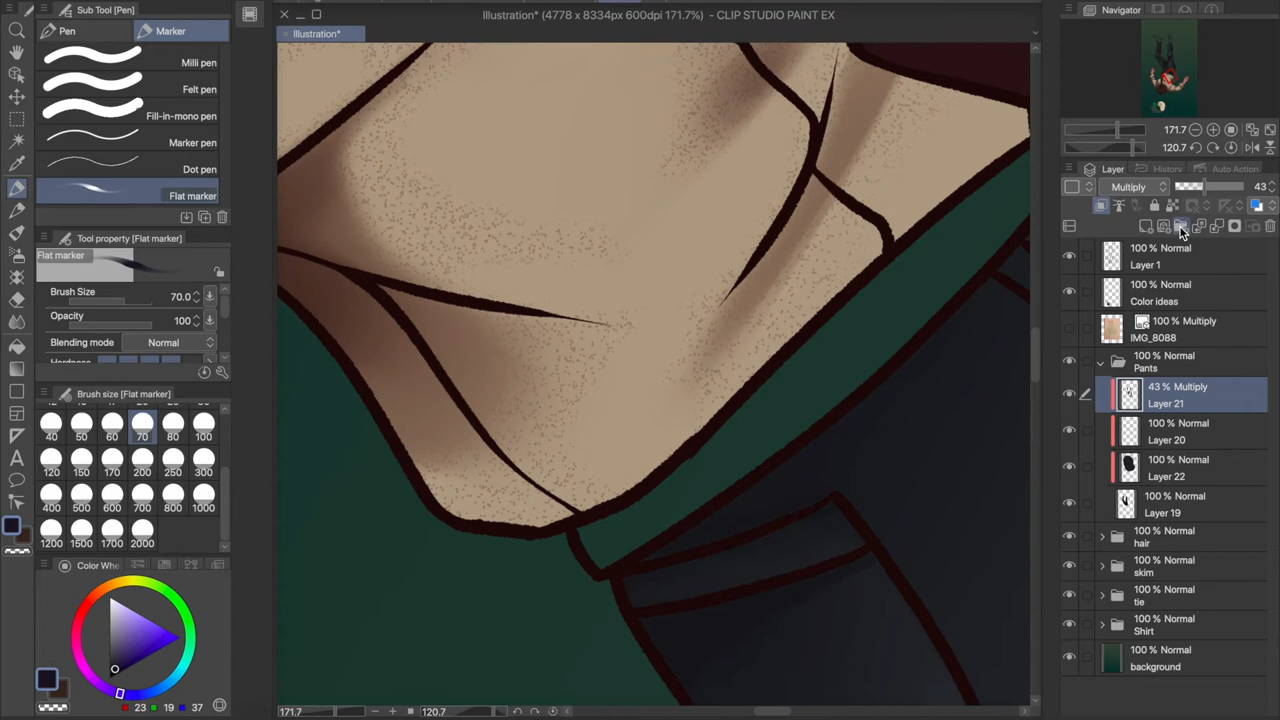 Sub Tool [Pen]
Illustration* (4778 x 8334px 600dpi 171.7%) - CLIP STUDIO PAINT EX
Navigator
Pen
Marker
Illustration*
Milli pen
Felt pen
Fill-in-mono pen
Marker pen
Dot pen
Flat marker
171.7
120.7
Layer
History
Auto Action
Multiply
43
Tool property [Flat marker]
Flat marker
Brush Size
70.0
Opacity
100
Blending mode
Normal
Hardness
Brush size [Flat marker]
40 50 60 70 80 100
120 150 170 200 250 300
400 500 600 700 800 1000
1200 1500 1700 2000
Color Whe
23 19 37
100 % Normal
Layer 1
100 % Normal
Color ideas
100 % Multiply
IMG_8088
100 % Normal
Pants
43 % Multiply
Layer 21
100 % Normal
Layer 20
100 % Normal
Layer 22
100 % Normal
Layer 19
100 % Normal
hair
100 % Normal
skim
100 % Normal
tie
100 % Normal
Shirt
100 % Normal
background
171.7
120.7